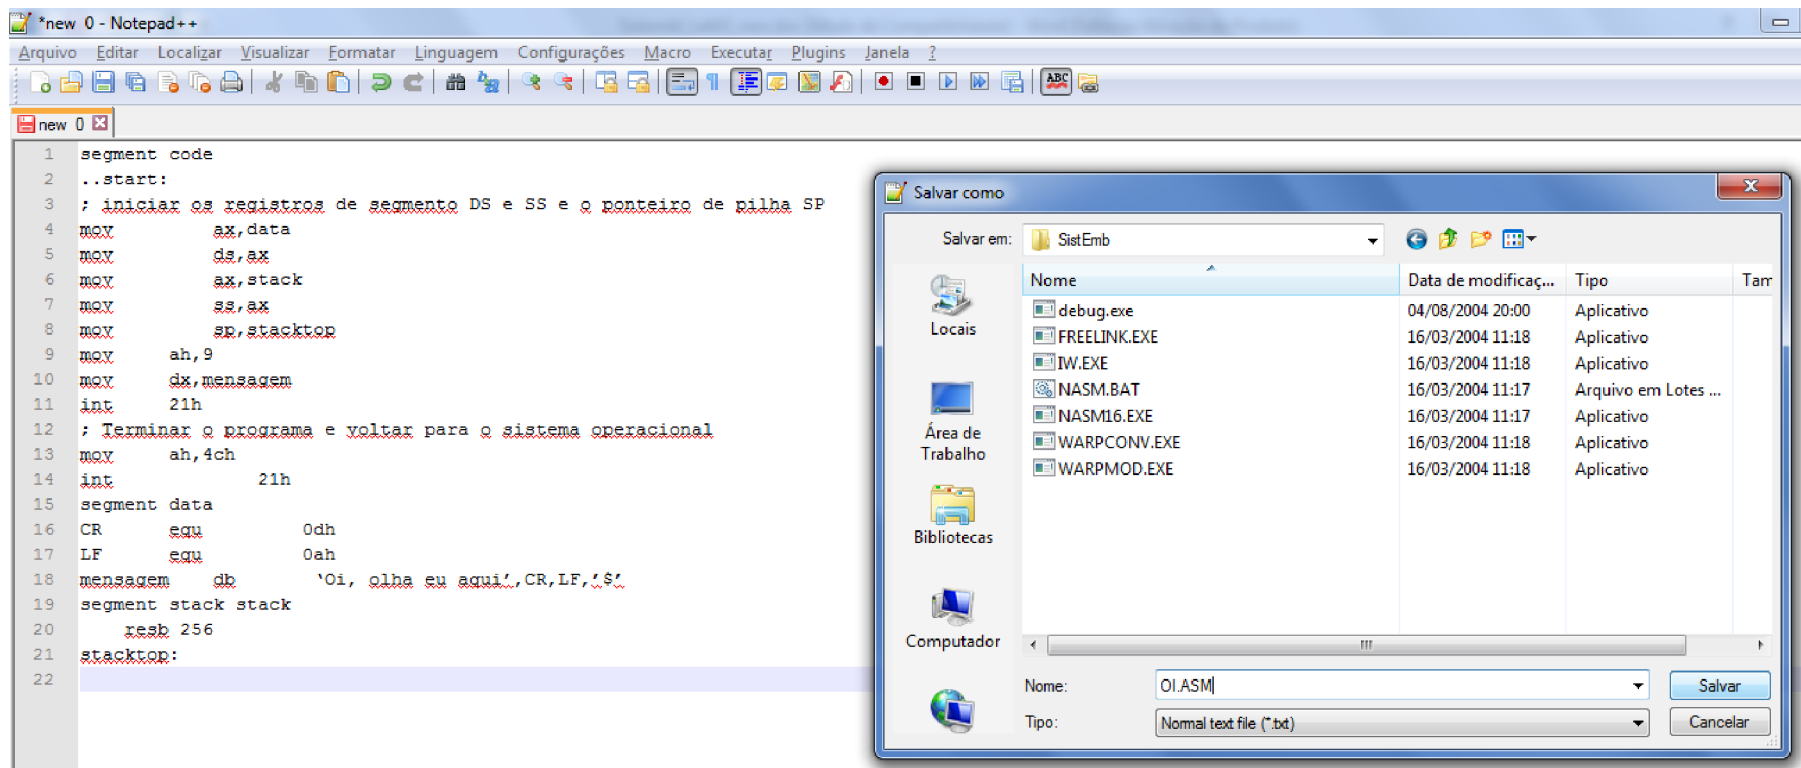 *new 0 - Notepad++
Arquivo Editar Localizar Visualizar Formatar Linguagem Configurações Macro Executar Plugins Janela ?
ABC
new 0
1 segment code
2 ..start:
3 ; iniciar os registros de segmento DS e SS e o ponteiro de pilha SP
4 mov ax,data
5 mov ds,ax
6 mov ax,stack
7 mov ss,ax
8 mov sp,stacktop
9 mov ah,9
10 mov dx,mensagem
11 int 21h
12 ; Terminar o programa e voltar para o sistema operacional
13 mov ah,4ch
14 int 21h
15 segment data
16 CR equ 0dh
17 LF equ 0ah
18 mensagem db ‘Oi, olha eu aqui’,CR,LF,’$’
19 segment stack stack
20 resb 256
21 stacktop:
22
Salvar como
Salvar em: SistEmb
Nome Data de modificaç... Tipo Tam
debug.exe 04/08/2004 20:00 Aplicativo
FREELINK.EXE 16/03/2004 11:18 Aplicativo
IW.EXE 16/03/2004 11:18 Aplicativo
NASM.BAT 16/03/2004 11:17 Arquivo em Lotes ...
NASM16.EXE 16/03/2004 11:17 Aplicativo
WARPCONV.EXE 16/03/2004 11:18 Aplicativo
WARPMOD.EXE 16/03/2004 11:18 Aplicativo
Locais
Área de
Trabalho
Bibliotecas
Computador
Nome: OI.ASM Salvar
Tipo: Normal text file (*.txt) Cancelar